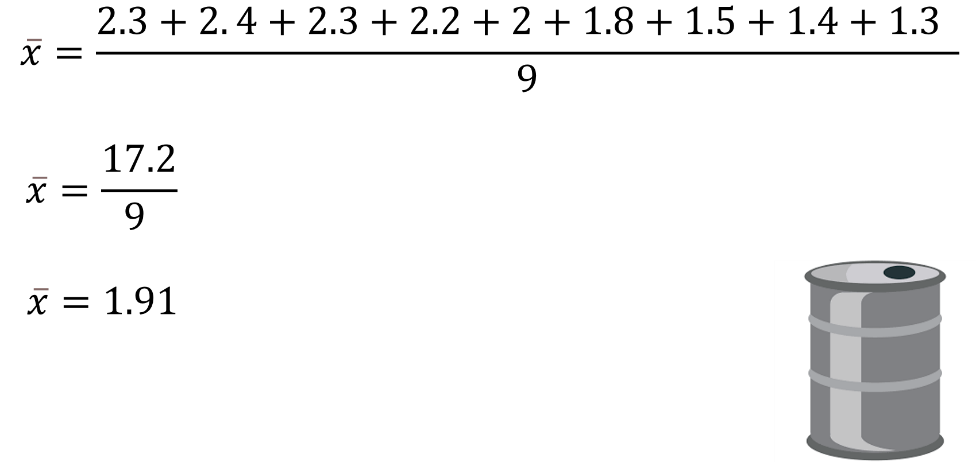 x̄ = (2.3 + 2.4 + 2.3 + 2.2 + 2 + 1.8 + 1.5 + 1.4 + 1.3) / 9
x̄ = 17.2 / 9
x̄ = 1.91